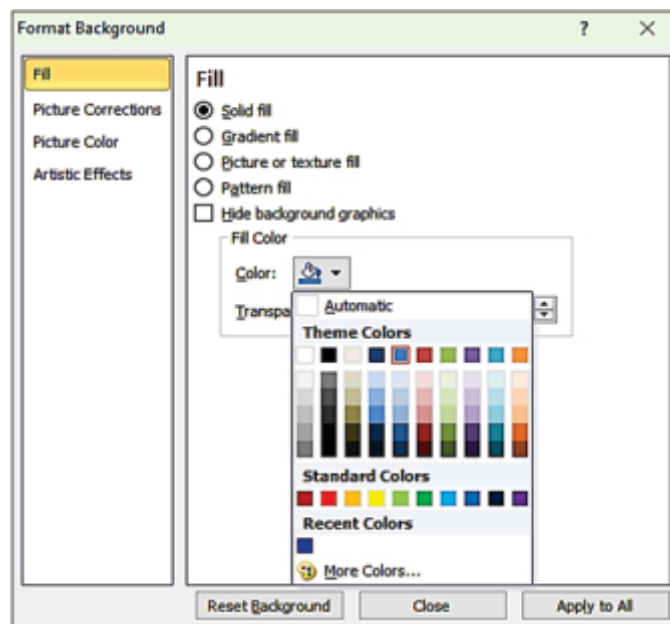 Format Background
?
Fill
Picture Corrections
Picture Color
Artistic Effects
Fill
Solid fill
Gradient fill
Picture or texture fill
Pattern fill
Hide background graphics
Fill Color
Color:
Transpa
Automatic
Theme Colors
Standard Colors
Recent Colors
More Colors...
Reset Background Close Apply to All